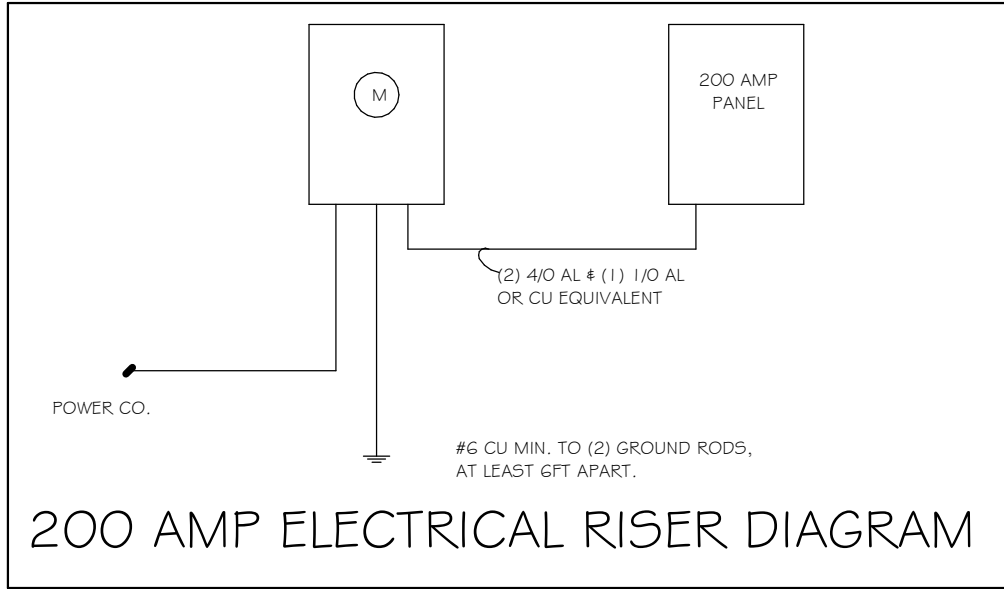 M
200 AMP
PANEL
(2) 4/0 AL & (1) 1/0 AL
OR CU EQUIVALENT
POWER CO.
#6 CU MIN. TO (2) GROUND RODS,
AT LEAST 6FT APART.
200 AMP ELECTRICAL RISER DIAGRAM